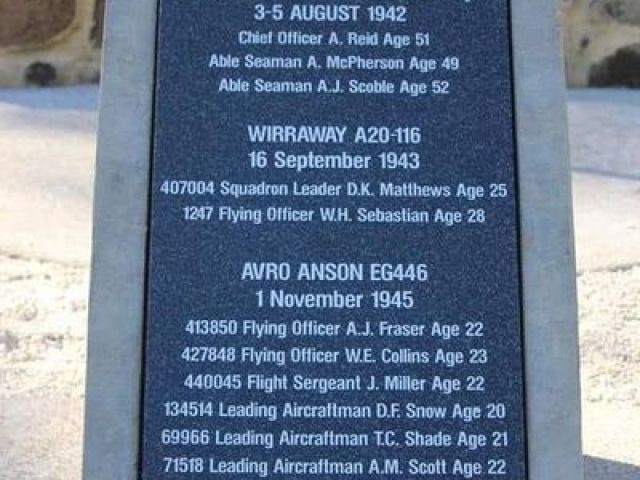 3-5 AUGUST 1942
Chief Officer A. Reid Age 51
Able Seaman A. McPherson Age 49
Able Seaman A.J. Scoble Age 52
WIRRAWAY A20-116
16 September 1943
407004 Squadron Leader D.K. Matthews Age 25
1247 Flying Officer W.H. Sebastian Age 28
AVRO ANSON EG446
1 November 1945
413850 Flying Officer A.J. Fraser Age 22
427848 Flying Officer W.E. Collins Age 23
440045 Flight Sergeant J. Miller Age 22
134514 Leading Aircraftman D.F. Snow Age 20
69966 Leading Aircraftman T.C. Shade Age 21
71518 Leading Aircraftman A.M. Scott Age 22